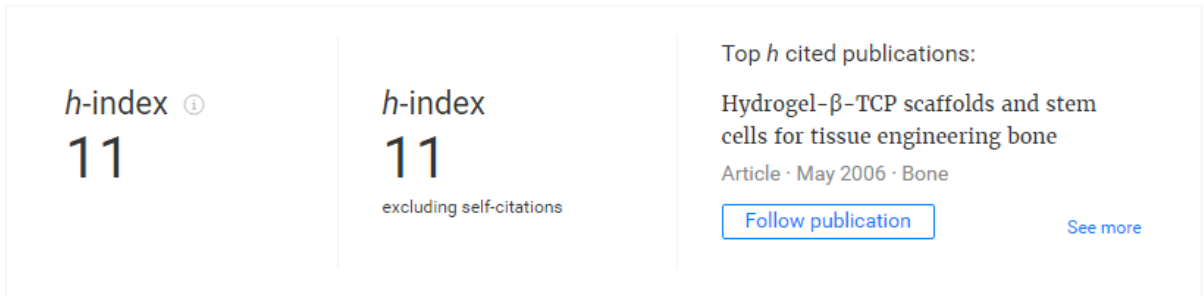 h-index
11
h-index
11
excluding self-citations
Top h cited publications:
Hydrogel-β-TCP scaffolds and stem
cells for tissue engineering bone
Article · May 2006 · Bone
Follow publication
See more